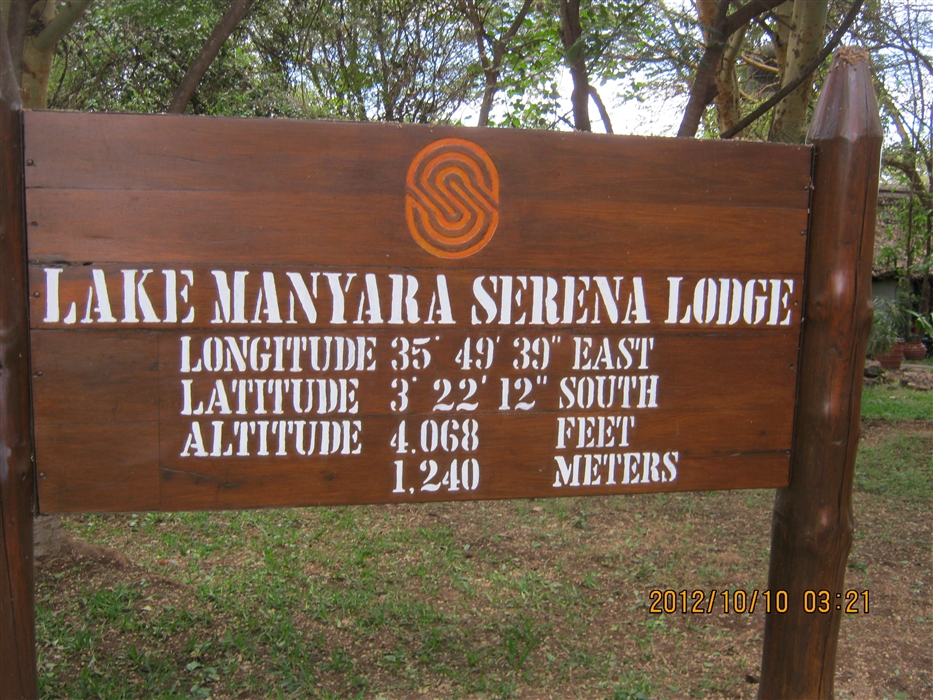 LAKE MANYARA SERENA LODGE
LONGITUDE 35° 49' 39" EAST
LATITUDE 3° 22' 12" SOUTH
ALTITUDE 4.068 FEET
1,240 METERS
2012/10/10 03:21